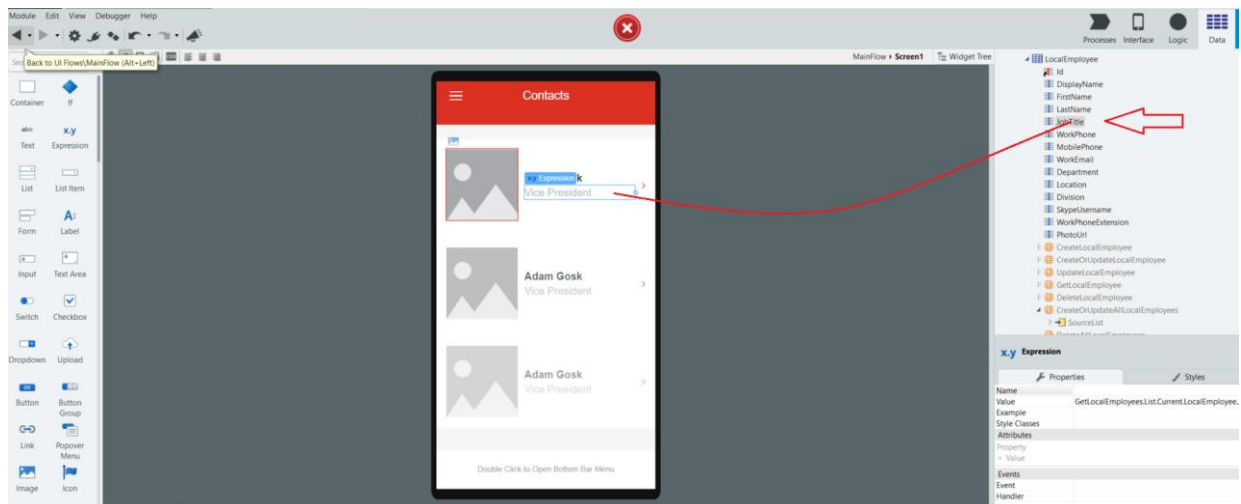 Module Edit View Debugger Help
Back to UI Flows\MainFlow (Alt+Left)
Processes Interface Logic Data
MainFlow Screen1 Widget Tree
Container If
Text Expression
List List Item
Form Label
Input Text Area
Switch Checkbox
Dropdown Upload
Button Button Group
Link Popover Menu
Image Icon
abc
x.y
A:
OK
Contacts
x.y Expression k
Vice President
Adam Gosk
Vice President
Adam Gosk
Vice President
Double Click to Open Bottom Bar Menu
LocalEmployee
Id
DisplayName
FirstName
LastName
JobTitle
WorkPhone
MobilePhone
WorkEmail
Department
Location
Division
SkypeUsername
WorkPhoneExtension
PhotoUrl
CreateLocalEmployee
CreateOrUpdateLocalEmployee
UpdateLocalEmployee
GetLocalEmployee
DeleteLocalEmployee
CreateOrUpdateAllLocalEmployees
SourceList
DeleteAllLocalEmployees
x.y Expression
Properties Styles
Name
Value GetLocalEmployees.List.Current.LocalEmployee.
Example
Style Classes
Attributes
Property
= Value
Events
Event
Handler